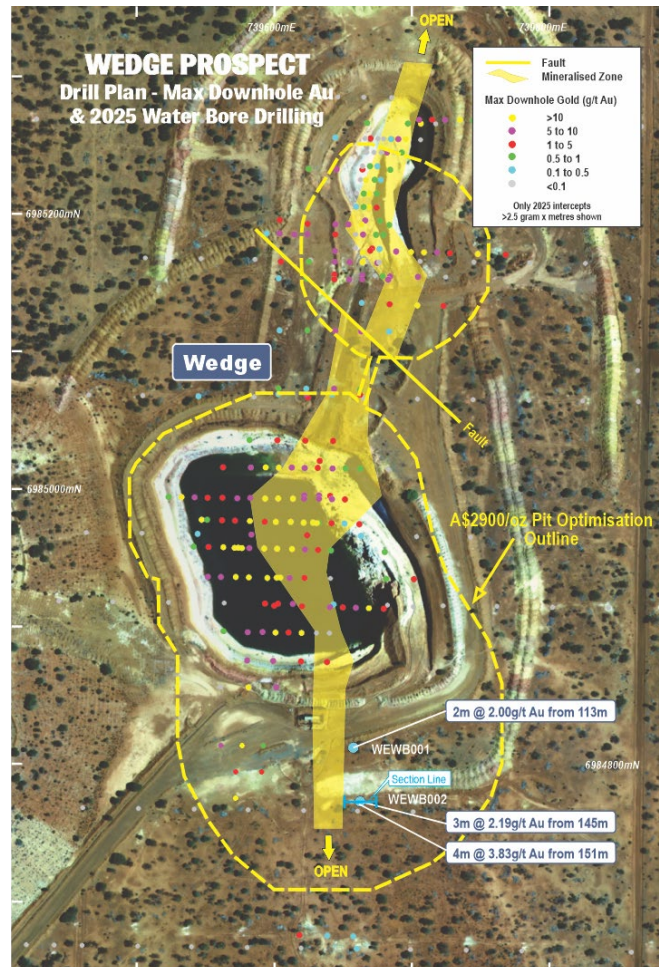 739600mE
739800mE
OPEN
WEDGE PROSPECT
Drill Plan - Max Downhole Au
& 2025 Water Bore Drilling
Fault
Mineralised Zone
Max Downhole Gold (g/t Au)
>10
5 to 10
1 to 5
0.5 to 1
0.1 to 0.5
<0.1
Only 2025 intercepts
>2.5 gram x metres shown
6985200mN
Wedge
Fault
6985000mN
A$2900/oz Pit Optimisation
Outline
2m @ 2.00g/t Au from 113m
WEWB001
6984800mN
Section Line
WEWB002
3m @ 2.19g/t Au from 145m
4m @ 3.83g/t Au from 151m
OPEN